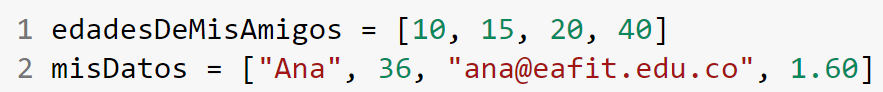 1 edadesDeMisAmigos = [10, 15, 20, 40]
2 misDatos = ["Ana", 36, "ana@eafit.edu.co", 1.60]